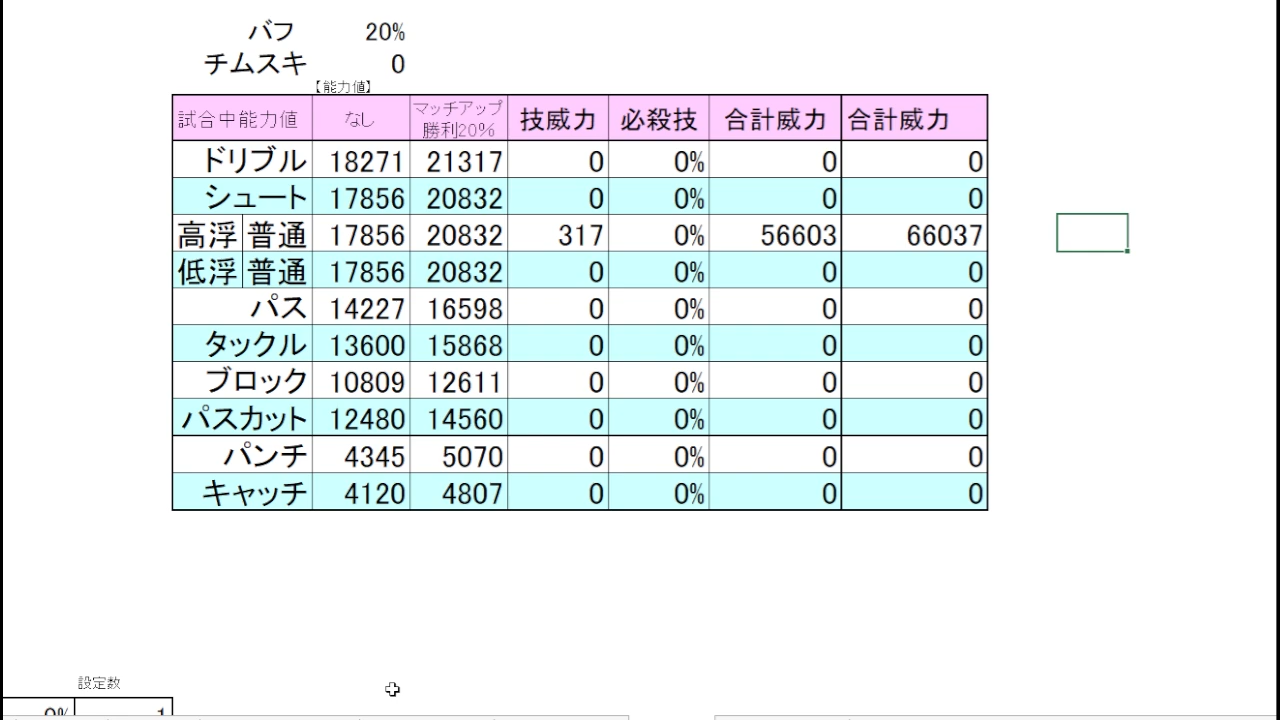 バフ 20%
チムスキ 0
【能力値】
試合中能力値 なし マッチアップ勝利20% 技威力 必殺技 合計威力 合計威力
ドリブル 18271 21317 0 0% 0 0
シュート 17856 20832 0 0% 0 0
高浮 普通 17856 20832 317 0% 56603 66037
低浮 普通 17856 20832 0 0% 0 0
パス 14227 16598 0 0% 0 0
タックル 13600 15868 0 0% 0 0
ブロック 10809 12611 0 0% 0 0
パスカット 12480 14560 0 0% 0 0
パンチ 4345 5070 0 0% 0 0
キャッチ 4120 4807 0 0% 0 0
設定数
0% 1